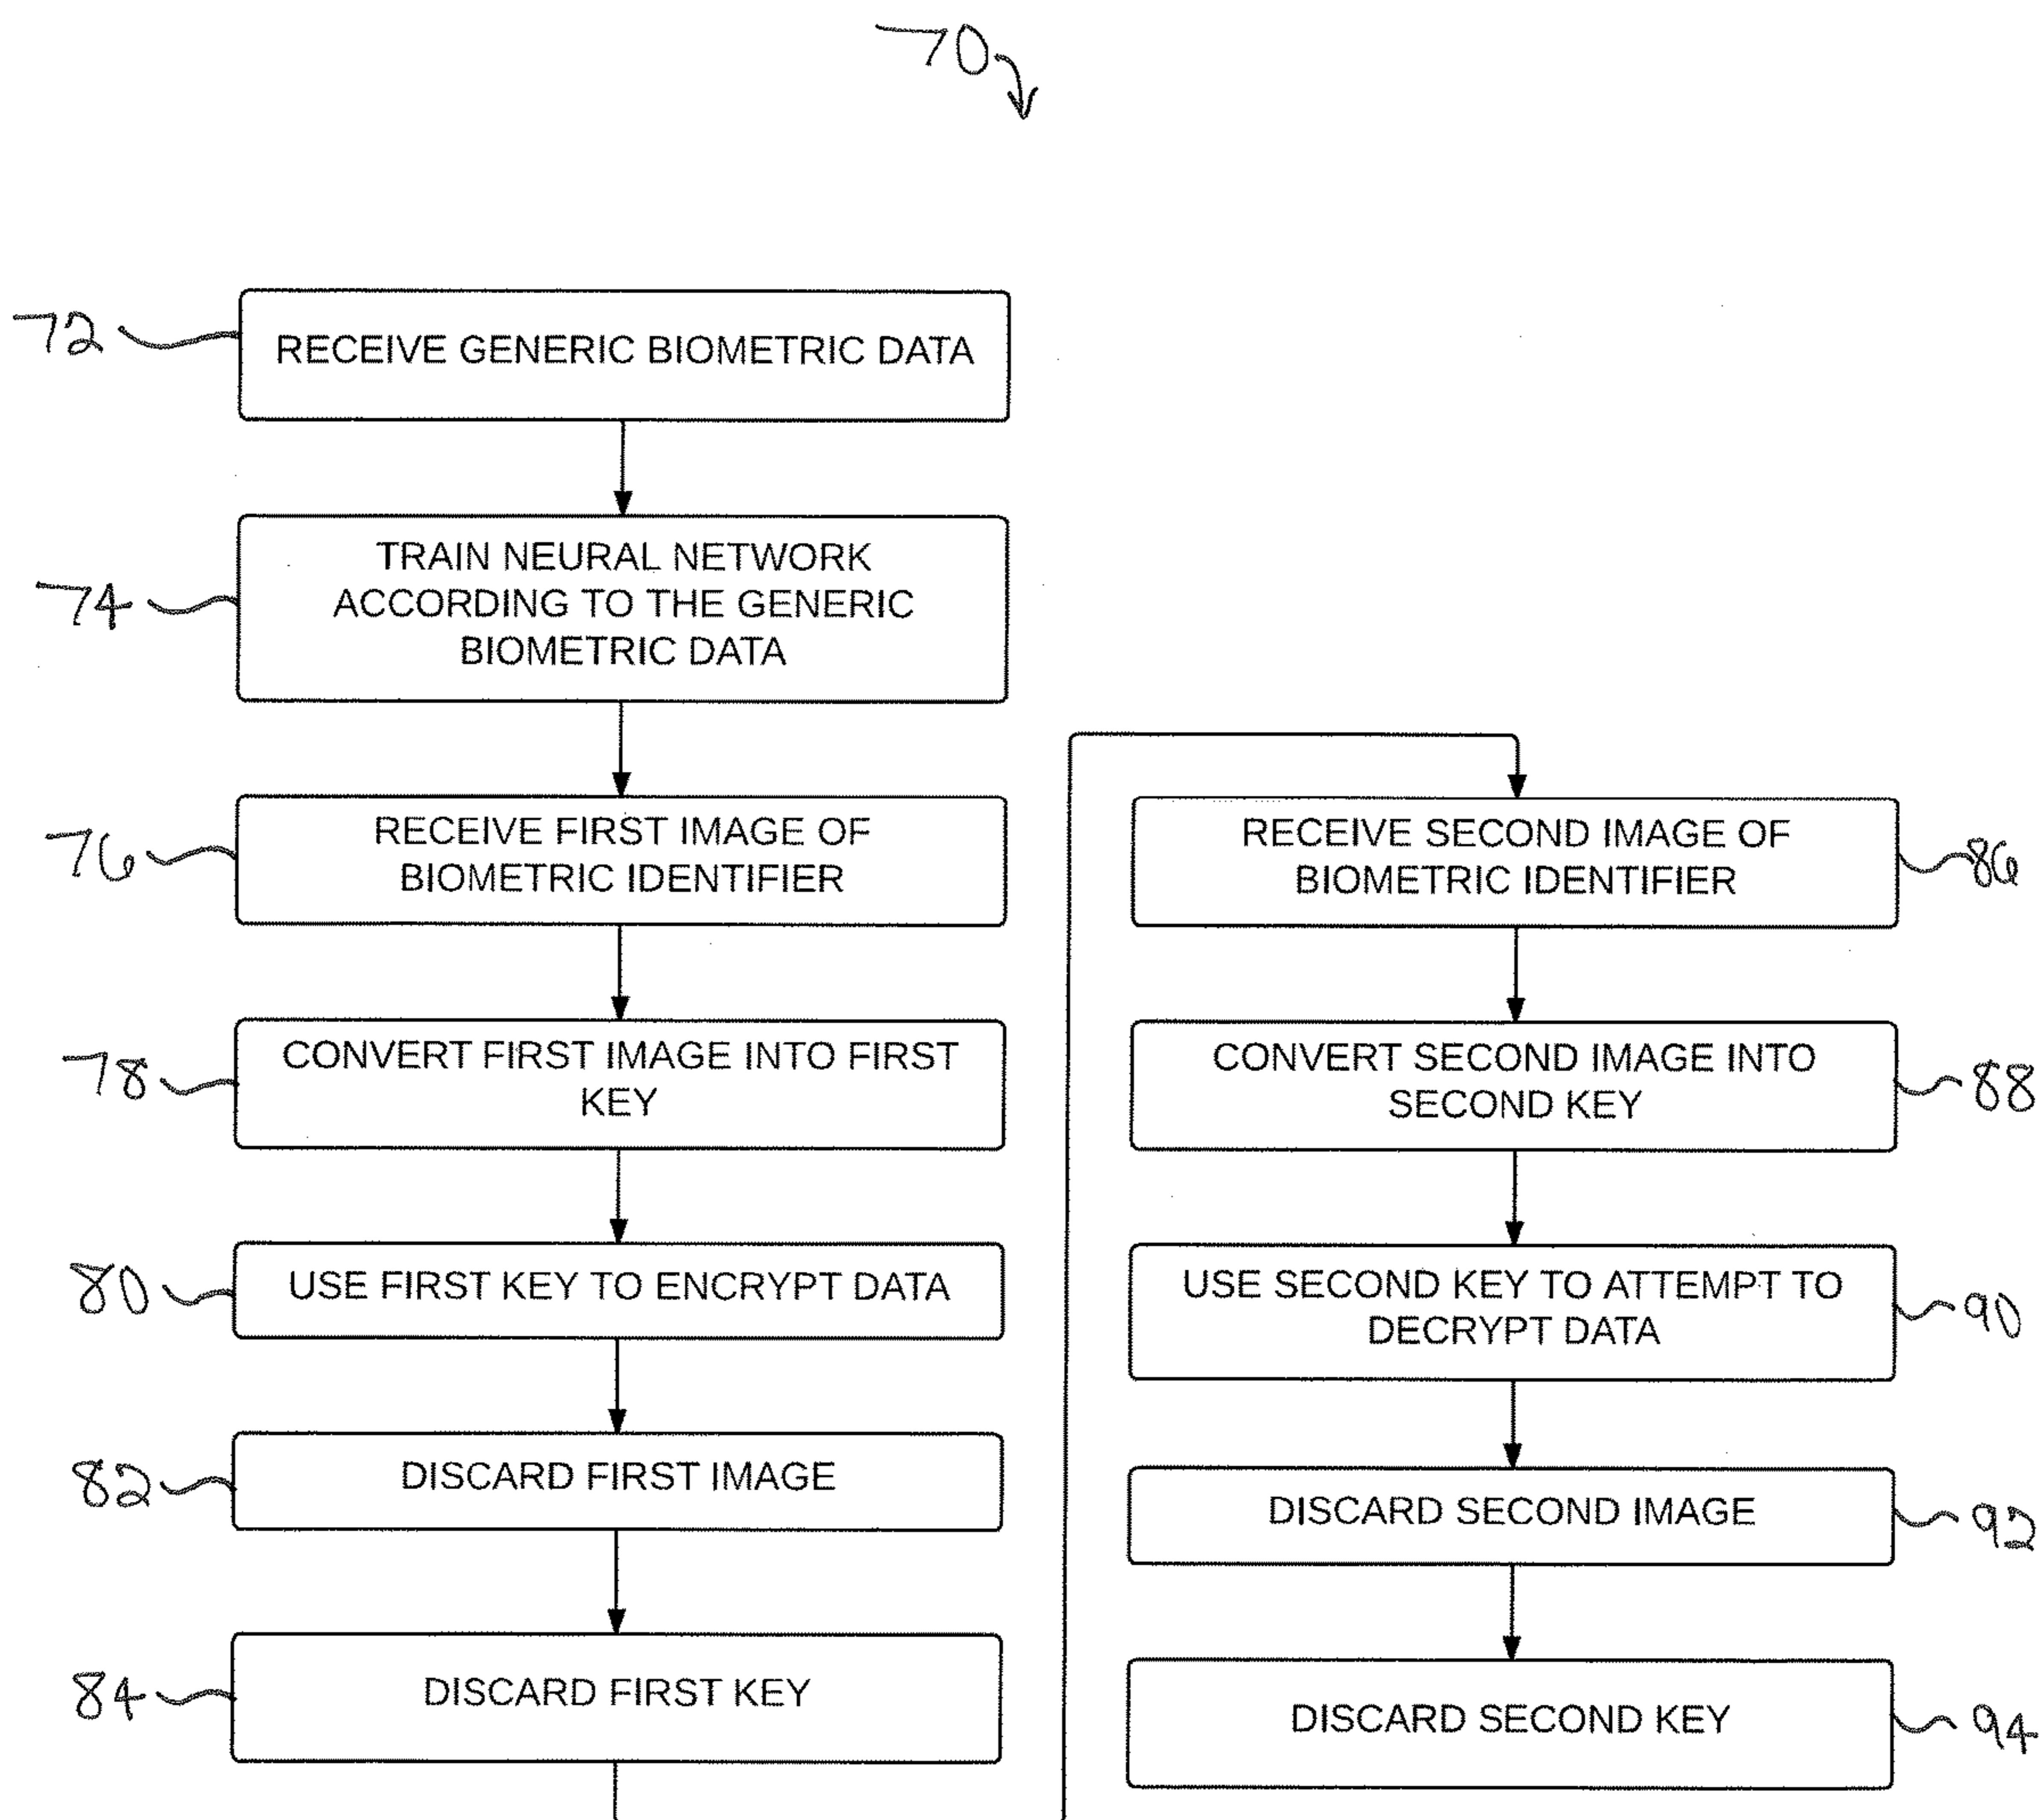 70
72
RECEIVE GENERIC BIOMETRIC DATA
74
TRAIN NEURAL NETWORK
ACCORDING TO THE GENERIC
BIOMETRIC DATA
76
RECEIVE FIRST IMAGE OF
BIOMETRIC IDENTIFIER
78
CONVERT FIRST IMAGE INTO FIRST
KEY
80
USE FIRST KEY TO ENCRYPT DATA
82
DISCARD FIRST IMAGE
84
DISCARD FIRST KEY
RECEIVE SECOND IMAGE OF
BIOMETRIC IDENTIFIER
86
CONVERT SECOND IMAGE INTO
SECOND KEY
88
USE SECOND KEY TO ATTEMPT TO
DECRYPT DATA
90
DISCARD SECOND IMAGE
92
DISCARD SECOND KEY
94